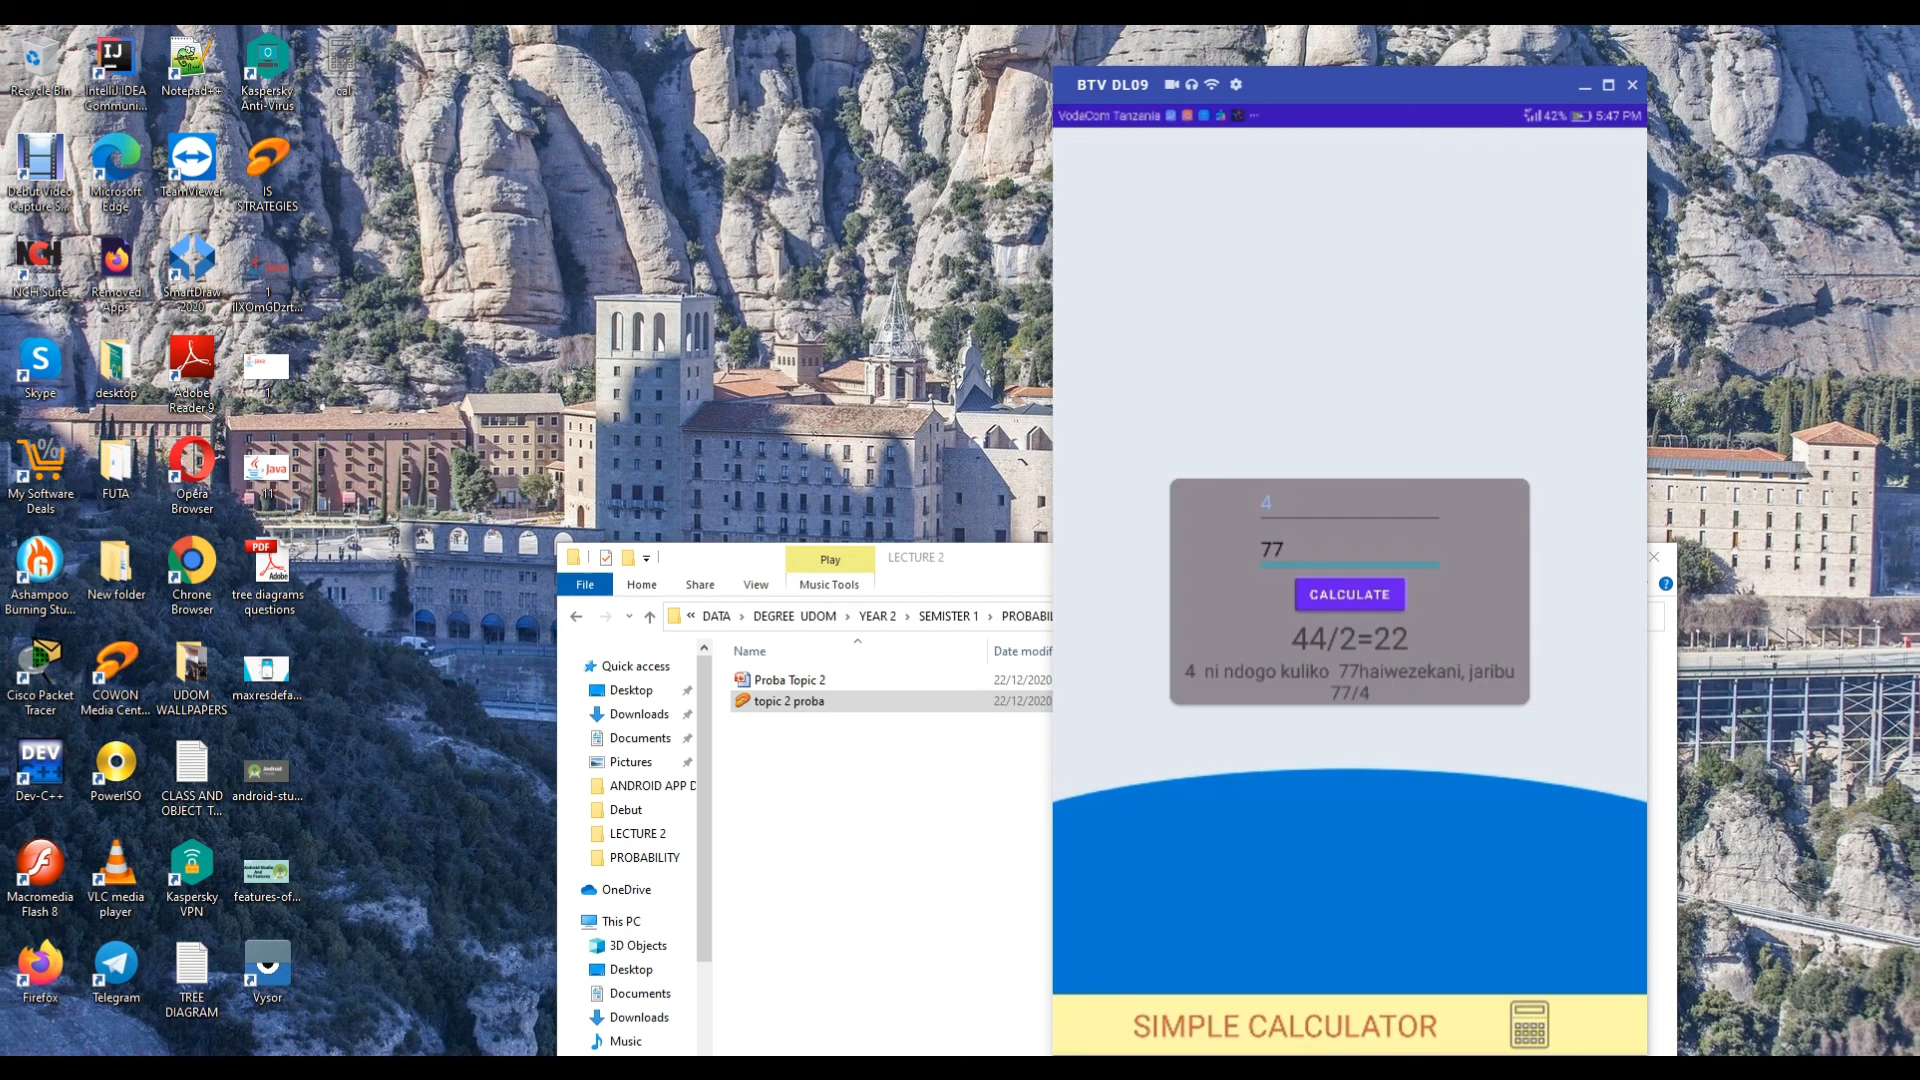 Recycle Bin
IntelliJ IDEA
Communi...
Notepad++
Kaspersky
Anti-Virus
cal
Debut Video
Capture S...
Microsoft
Edge
TeamViewer
IS
STRATEGIES
NCH Suite
Removed
Apps
SmartDraw
2020
1
Skype
desktop
Adobe
Reader 9
1
My Software
Deals
FUTA
Opera
Browser
11
Ashampoo
Burning Stu...
New folder
Chrone
Browser
tree diagrams
questions
Cisco Packet
Tracer
COWON
Media Cent...
UDOM
WALLPAPERS
maxresdefa...
Dev-C++
PowerISO
CLASS AND
OBJECT T...
android-stu...
Macromedia
Flash 8
VLC media
player
Kaspersky
VPN
features-of...
Firefox
Telegram
TREE
DIAGRAM
Vysor
Play
LECTURE 2
File
Home
Share
View
Music Tools
« DATA › DEGREE UDOM › YEAR 2 › SEMISTER 1 › PROBABIL
Name
Date modif
Proba Topic 2
22/12/2020
topic 2 proba
22/12/2020
Quick access
Desktop
Downloads
Documents
Pictures
ANDROID APP D
Debut
LECTURE 2
PROBABILITY
OneDrive
This PC
3D Objects
Desktop
Documents
Downloads
Music
BTV DL09
VodaCom Tanzania
42%
5:47 PM
4
77
CALCULATE
44/2=22
4 ni ndogo kuliko 77haiwezekani, jaribu
77/4
SIMPLE CALCULATOR